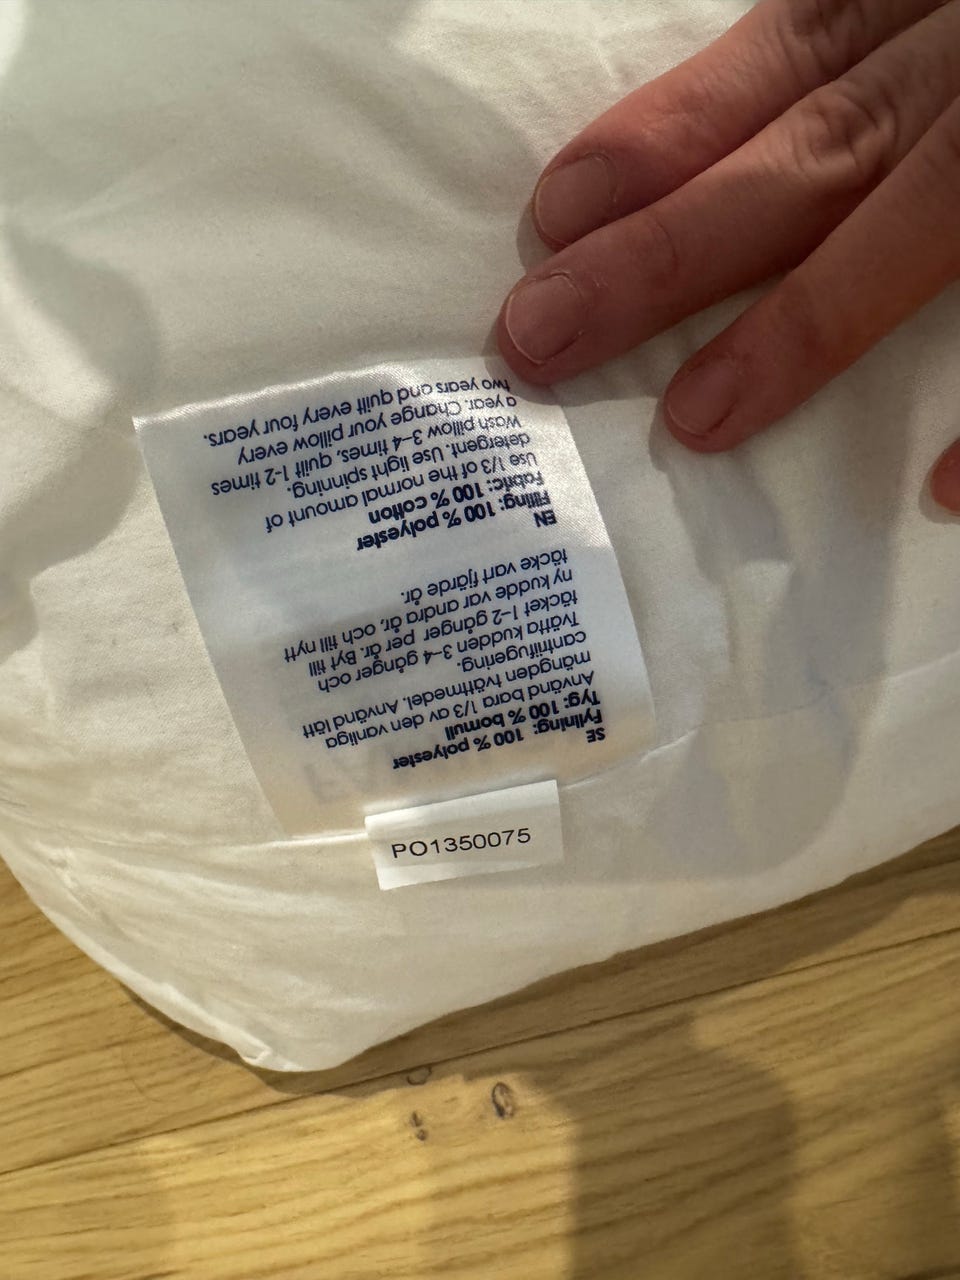 SE
Fyllning: 100 % polyester
Tyg: 100 % bomull
Använd bara 1/3 av den vanliga
mängden tvättmedel. Använd lätt
centrifugering.
Tvätta kudden 3–4 gånger och
täcket 1–2 gånger per år. Byt till
ny kudde var andra år, och till nytt
täcke vart fjärde år.
EN
Filling: 100 % polyester
Fabric: 100 % cotton
Use 1/3 of the normal amount of
detergent. Use light spinning.
Wash pillow 3–4 times, quilt 1–2 times
a year. Change your pillow every
two years and quilt every four years.
PO1350075